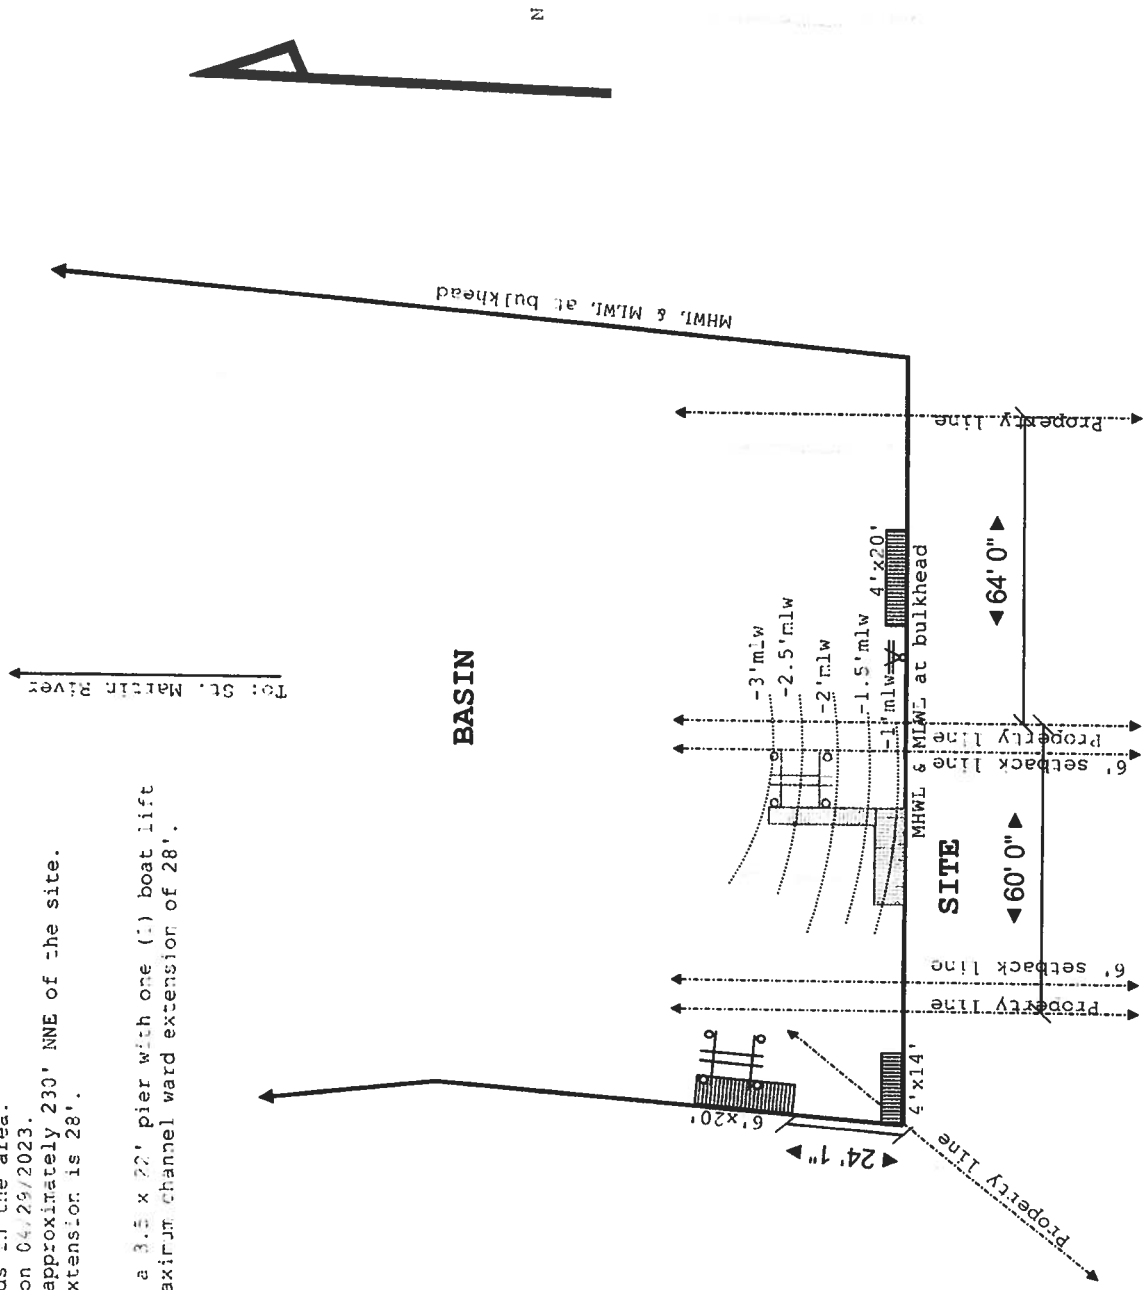 N
us in the area.
on 04/29/2023.
approximately 230' NNE of the site.
xtension is 28'.
a 3.5 x 22' pier with one (1) boat lift
aximum channel ward extension of 28'.
To: St. Martin River
MHWL & MLWL at bulkhead
BASIN
-3'mlw
-2.5'mlw
-2'mlw
-1.5'mlw
-1'mlw
4'x20'
MHWL & MLWL at bulkhead
Property line
Property line
6' setback line
6' setback line
Property line
SITE
◄64' 0"►
◄60' 0"►
6'x20'
◄24' 1"►
4'x14'
Property line